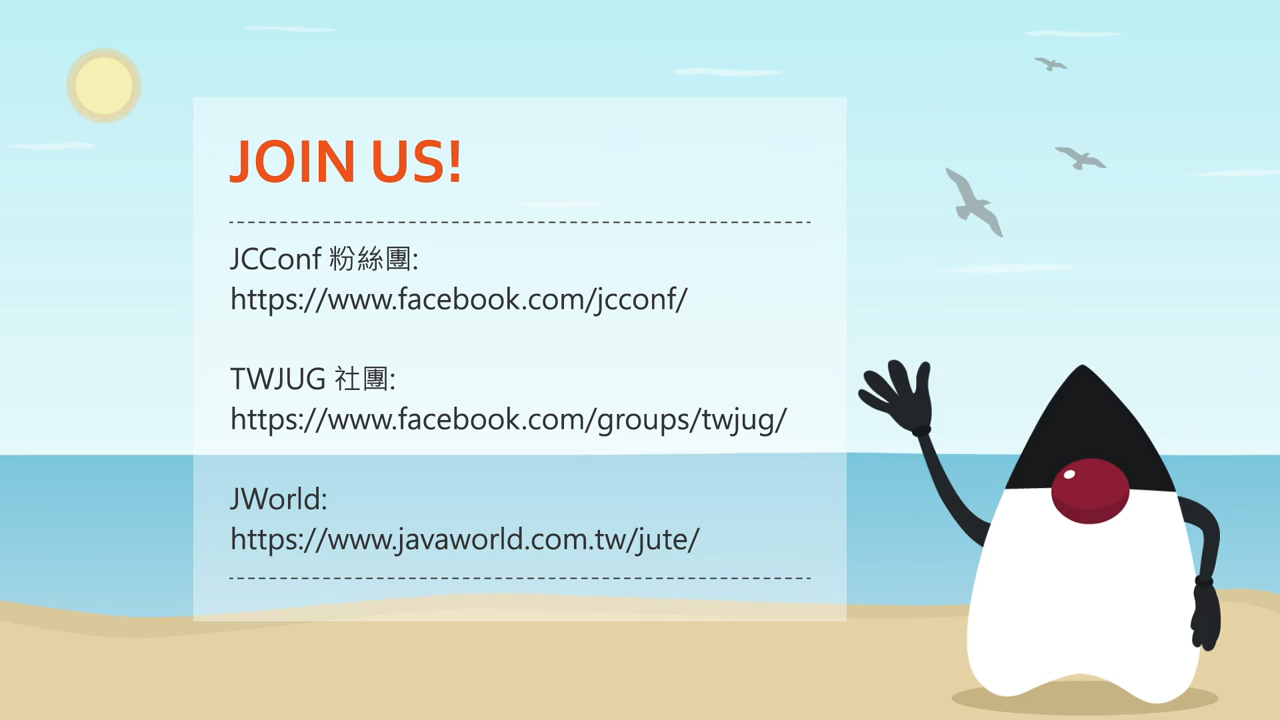 JOIN US!
JCConf 粉絲團:
https://www.facebook.com/jcconf/
TWJUG 社團:
https://www.facebook.com/groups/twjug/
JWorld:
https://www.javaworld.com.tw/jute/